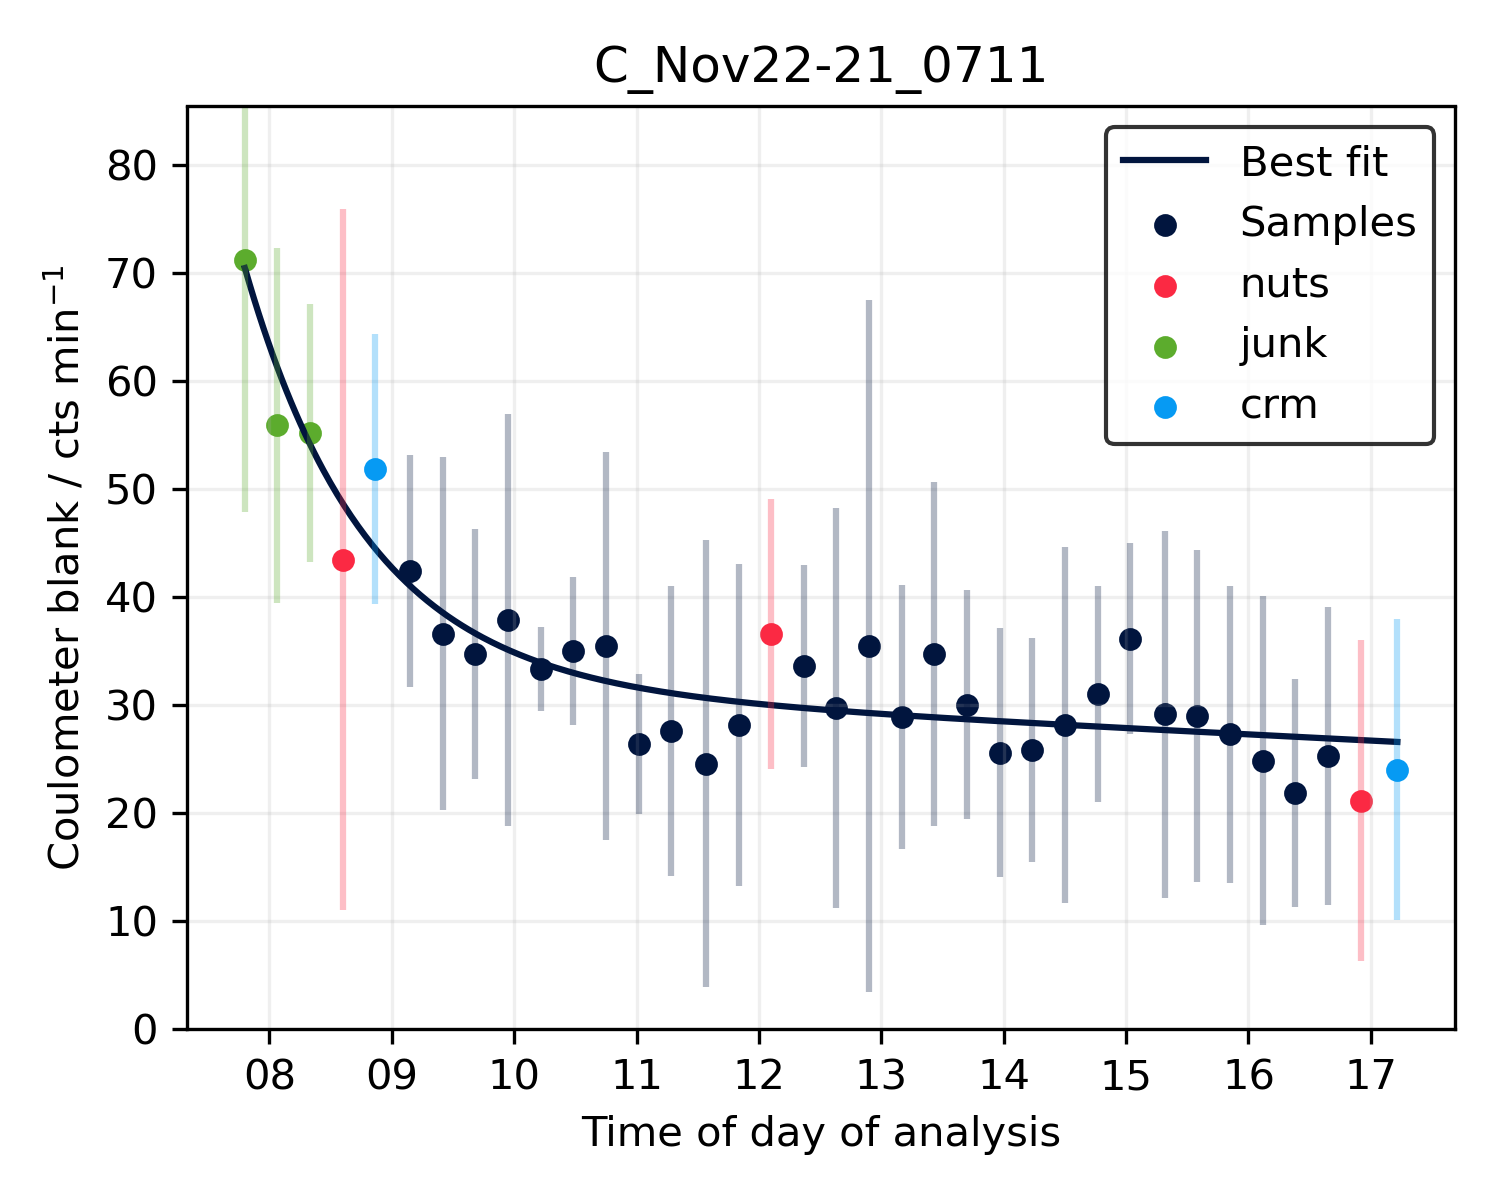 C_Nov22-21_0711
Coulometer blank / cts min⁻¹
80
70
60
50
40
30
20
10
0
Best fit
Samples
nuts
junk
crm
08 09 10 11 12 13 14 15 16 17
Time of day of analysis